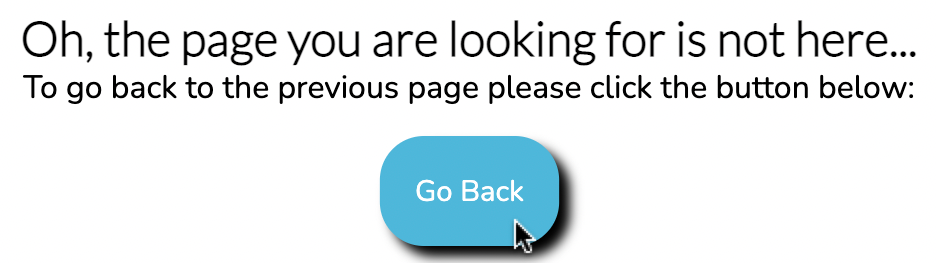 Oh, the page you are looking for is not here...
To go back to the previous page please click the button below:
Go Back